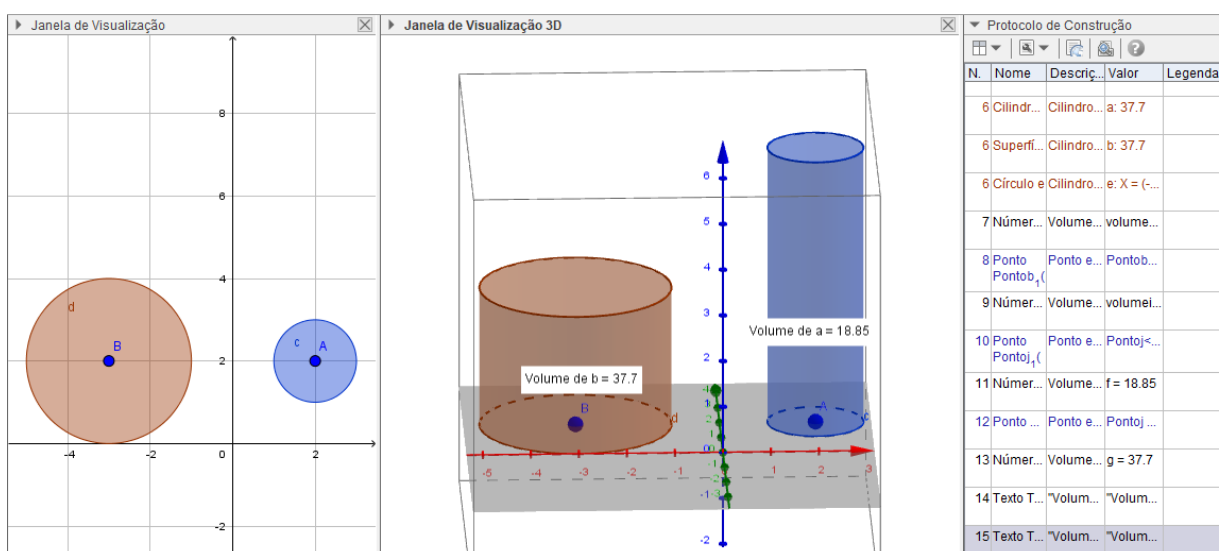 Janela de Visualização
Janela de Visualização 3D
Protocolo de Construção
-4
-2
0
2
8
6
4
2
-2
d
B
c
A
6
5
4
3
2
1
0
-1
-2
-5
-4
-3
-2
-1
1
2
3
Volume de b = 37.7
Volume de a = 18.85
B
d
A
c
N. Nome Descriç... Valor Legenda
6 Cilindr... Cilindro... a: 37.7
6 Superfí... Cilindro... b: 37.7
6 Círculo e Cilindro... e: X = (-...
7 Númer... Volume... volume...
8 Ponto Pontob₁( Ponto e... Pontob...
9 Númer... Volume... volumei...
10 Ponto Pontoj₁( Ponto e... Pontoj<...
11 Númer... Volume... f = 18.85
12 Ponto ... Ponto e... Pontoj ...
13 Númer... Volume... g = 37.7
14 Texto T... "Volum... "Volum...
15 Texto T... "Volum... "Volum...